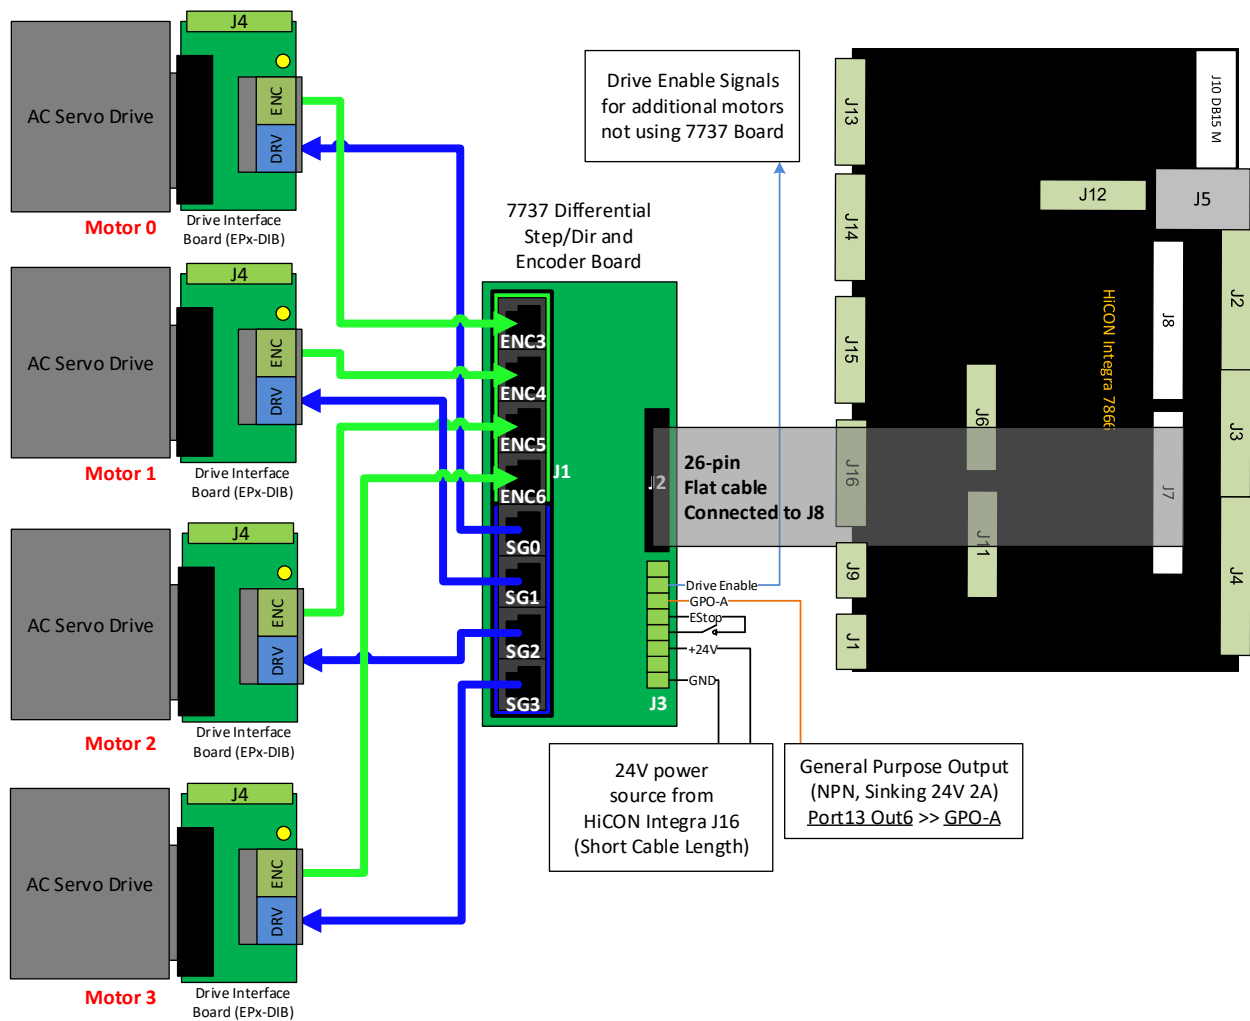 J4
AC Servo Drive
ENC
DRV
Motor 0
Drive Interface
Board (EPx-DIB)
J4
AC Servo Drive
ENC
DRV
Motor 1
Drive Interface
Board (EPx-DIB)
J4
AC Servo Drive
ENC
DRV
Motor 2
Drive Interface
Board (EPx-DIB)
J4
AC Servo Drive
ENC
DRV
Motor 3
Drive Interface
Board (EPx-DIB)
7737 Differential
Step/Dir and
Encoder Board
ENC3
ENC4
ENC5
ENC6
SG0
SG1
SG2
SG3
J1
J2
J3
Drive Enable Signals
for additional motors
not using 7737 Board
26-pin
Flat cable
Connected to J8
Drive Enable
GPO-A
EStop
+24V
GND
24V power
source from
HiCON Integra J16
(Short Cable Length)
General Purpose Output
(NPN, Sinking 24V 2A)
Port13 Out6 >> GPO-A
J13
J14
J15
J16
J9
J1
J6
J11
J12
HiCON Integra 7866
J10 DB15 M
J5
J8
J7
J2
J3
J4